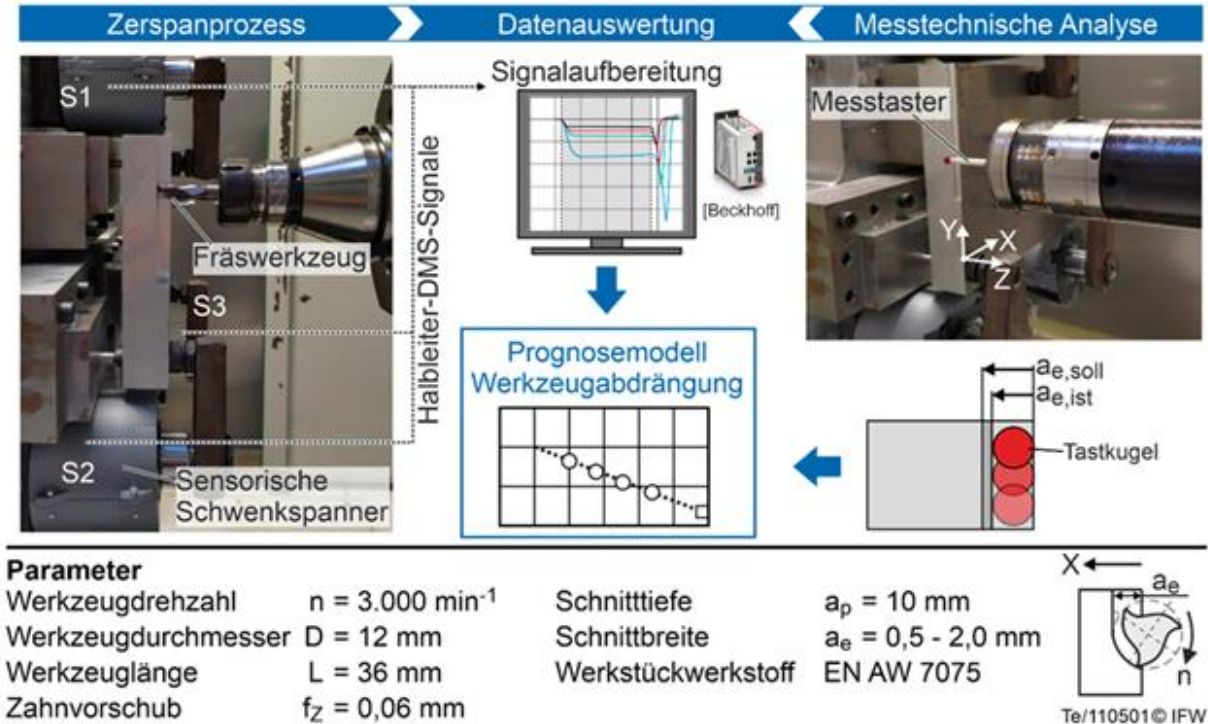 Zerspanprozess
Datenauswertung
Messtechnische Analyse
S1
Fräswerkzeug
S3
S2
Sensorische
Schwenkspanner
Halbleiter-DMS-Signale
Signalaufbereitung
[Beckhoff]
Prognosemodell
Werkzeugabdrängung
Messtaster
Y
X
Z
ae,soll
ae,ist
Tastkugel
Parameter
Werkzeugdrehzahl n = 3.000 min-1
Werkzeugdurchmesser D = 12 mm
Werkzeuglänge L = 36 mm
Zahnvorschub fZ = 0,06 mm
Schnitttiefe ap = 10 mm
Schnittbreite ae = 0,5 - 2,0 mm
Werkstückwerkstoff EN AW 7075
X
ae
n
Te/110501© IFW